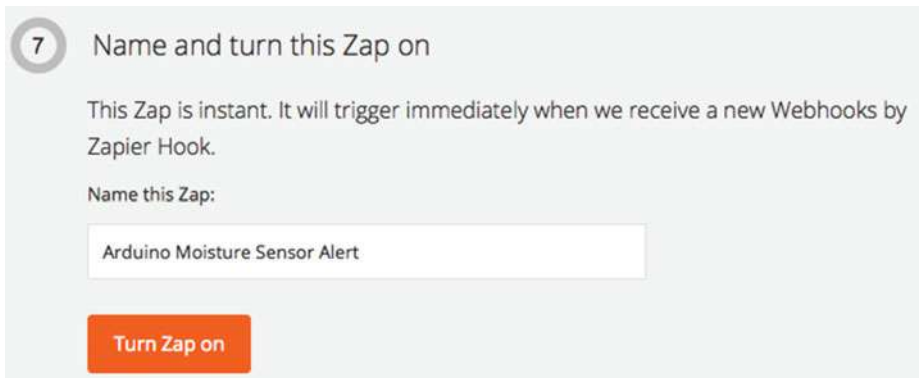 7 Name and turn this Zap on
This Zap is instant. It will trigger immediately when we receive a new Webhooks by
Zapier Hook.
Name this Zap:
Arduino Moisture Sensor Alert
Turn Zap on